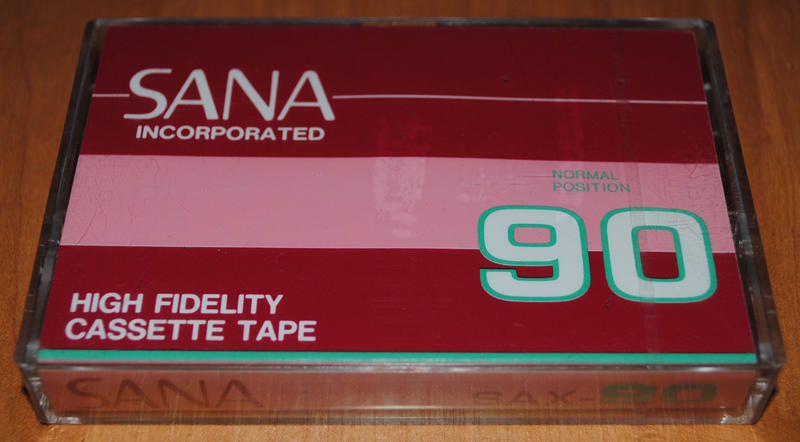 SANA
INCORPORATED
NORMAL
POSITION
90
HIGH FIDELITY
CASSETTE TAPE
SANA SAX-90